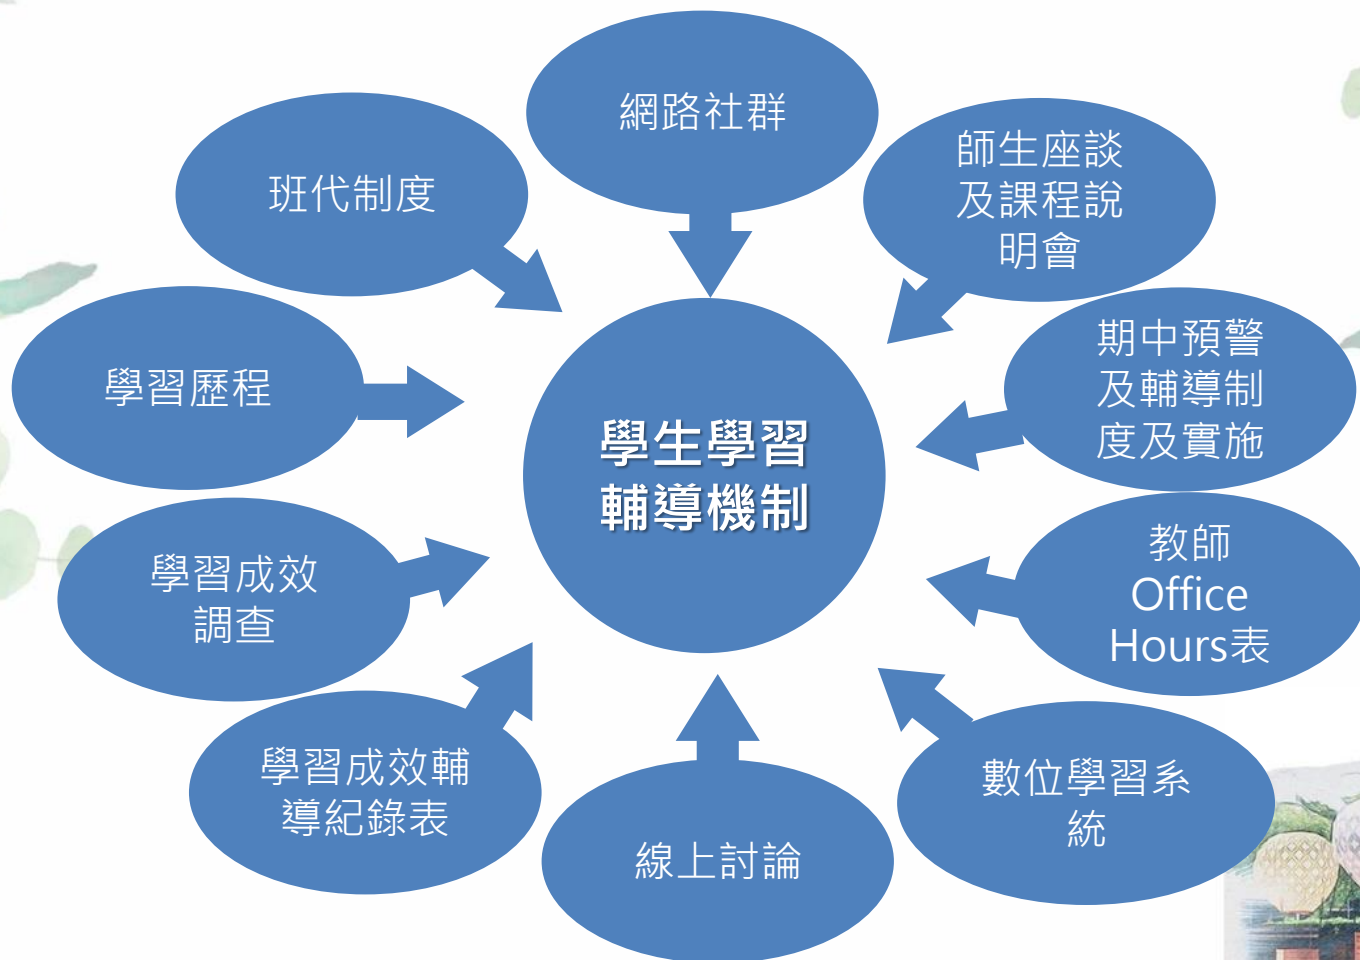 網路社群
師生座談
及課程說
明會
班代制度
期中預警
及輔導制
度及實施
學習歷程
學生學習
輔導機制
教師
Office
Hours表
學習成效
調查
學習成效輔
導紀錄表
數位學習系
統
線上討論